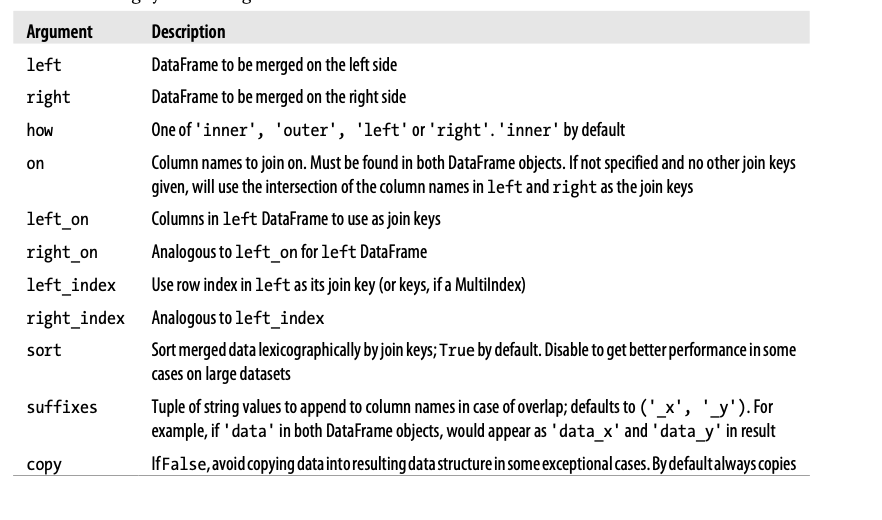 Argument Description
left DataFrame to be merged on the left side
right DataFrame to be merged on the right side
how One of 'inner', 'outer', 'left' or 'right'. 'inner' by default
on Column names to join on. Must be found in both DataFrame objects. If not specified and no other join keys
given, will use the intersection of the column names in left and right as the join keys
left_on Columns in left DataFrame to use as join keys
right_on Analogous to left_on for left DataFrame
left_index Use row index in left as its join key (or keys, if a MultiIndex)
right_index Analogous to left_index
sort Sort merged data lexicographically by join keys; True by default. Disable to get better performance in some
cases on large datasets
suffixes Tuple of string values to append to column names in case of overlap; defaults to ('_x', '_y'). For
example, if 'data' in both DataFrame objects, would appear as 'data_x' and 'data_y' in result
copy If False, avoid copying data into resulting data structure in some exceptional cases. By default always copies